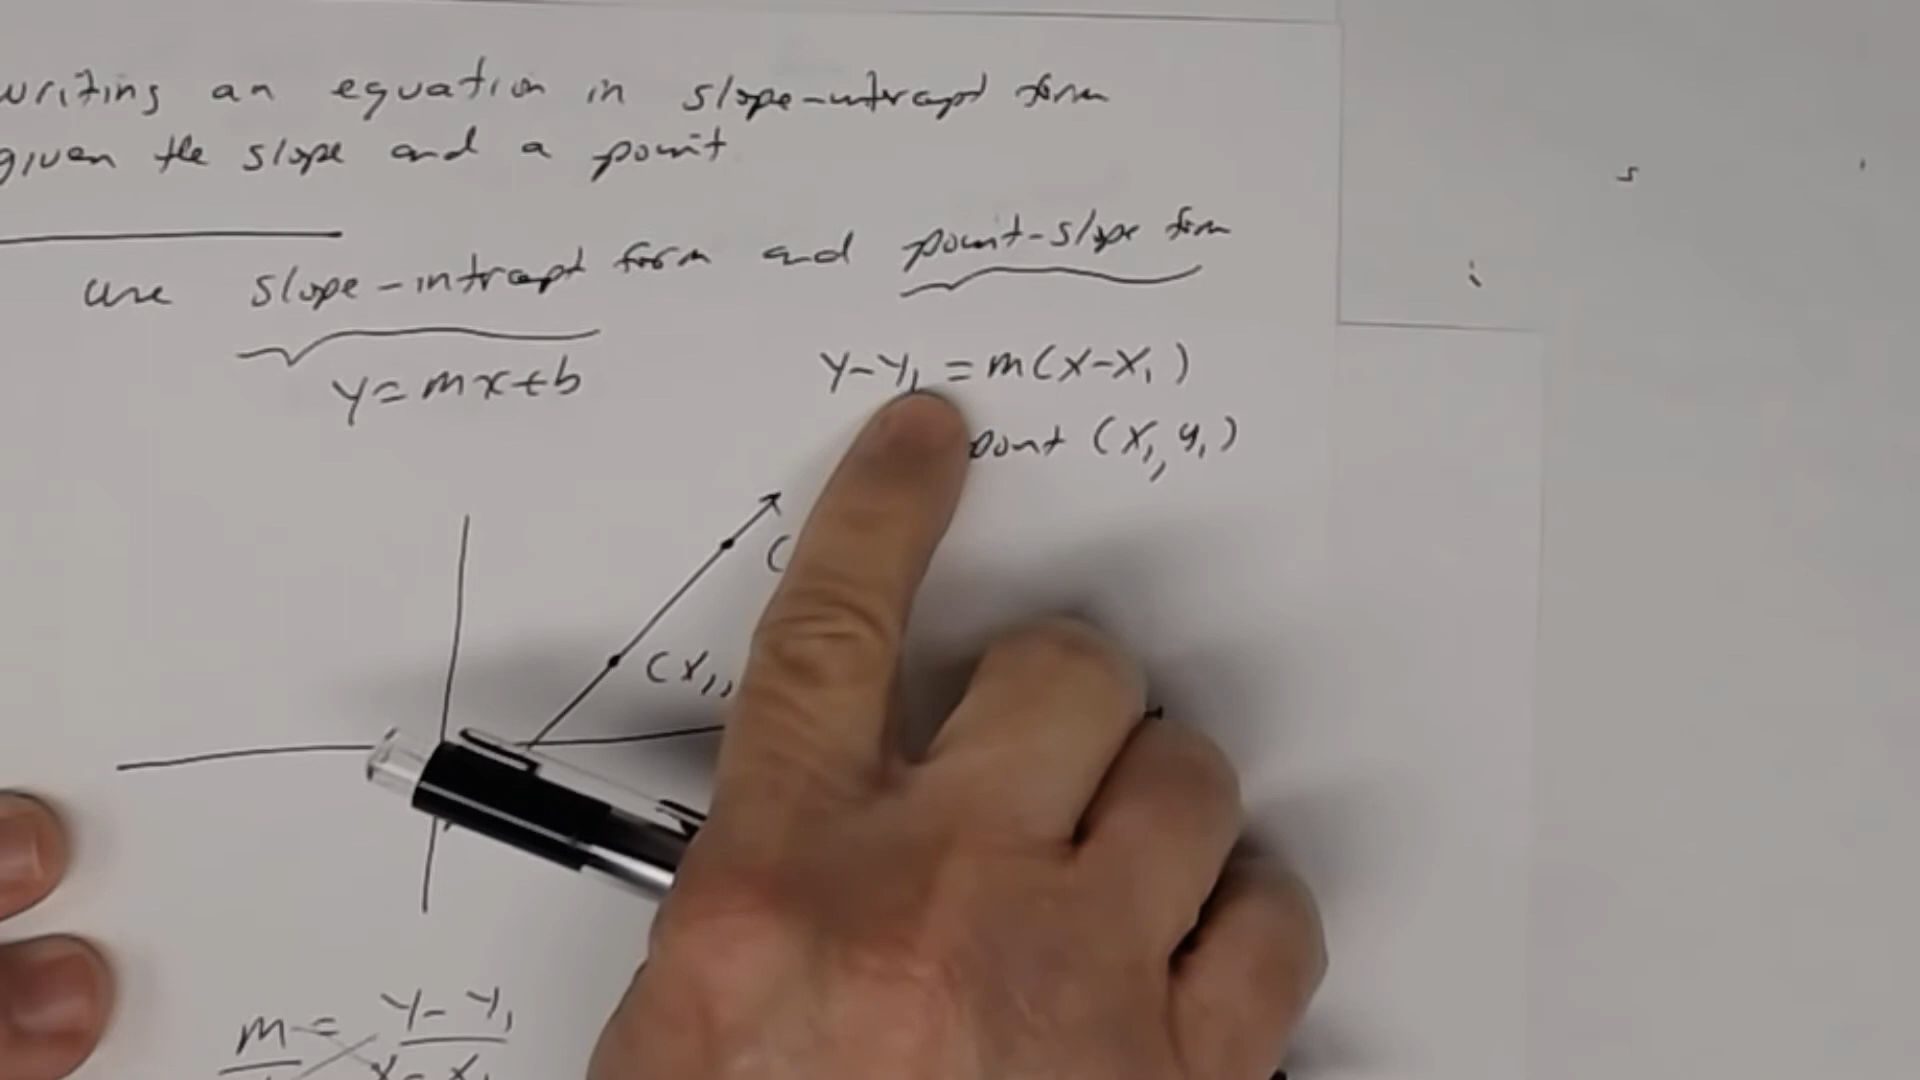 writing an equation in slope-intercept form
given the slope and a point
use slope-intercept form and point-slope form
y=mx+b
y-y₁=m(x-x₁)
point (x₁,y₁)
(
(x₁,
m = y-y₁
x-x₁